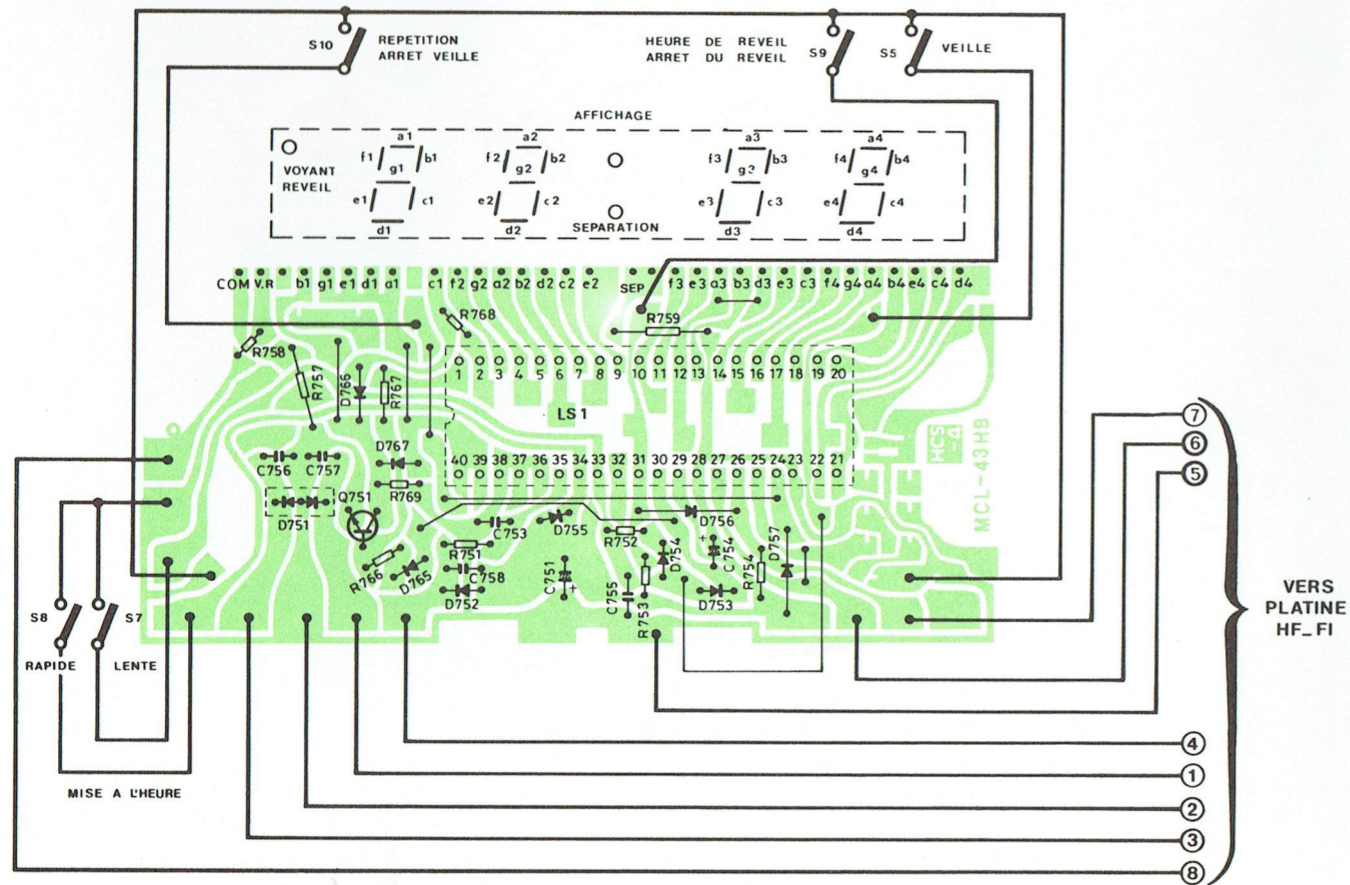 S10
REPETITION
ARRET VEILLE
HEURE DE REVEIL
ARRET DU REVEIL
S9
S5
VEILLE
AFFICHAGE
VOYANT
REVEIL
a1
f1
b1
g1
e1
c1
d1
a2
f2
b2
g2
e2
c2
d2
SEPARATION
a3
f3
b3
g3
e3
c3
d3
a4
f4
b4
g4
e4
c4
d4
COM V.R b1 g1 e1 d1 a1 c1 f2 g2 a2 b2 d2 c2 e2 SEP f3 e3 a3 b3 d3 e3 c3 f4 g4 a4 b4 e4 c4 d4
R768
R759
R758
R757
D766
R767
1 2 3 4 5 6 7 8 9 10 11 12 13 14 15 16 17 18 19 20
LS 1
40 39 38 37 36 35 34 33 32 31 30 29 28 27 26 25 24 23 22 21
HCS
-4
MCL-43HB
D767
C756
C757
R769
D751
Q751
C753
D755
D756
R751
R752
D754
C754
+
D757
R754
R766
D765
C758
D752
C751
+
C755
R753
D753
S8
S7
RAPIDE
LENTE
MISE A L'HEURE
7
6
5
4
1
2
3
8
VERS
PLATINE
HF_FI